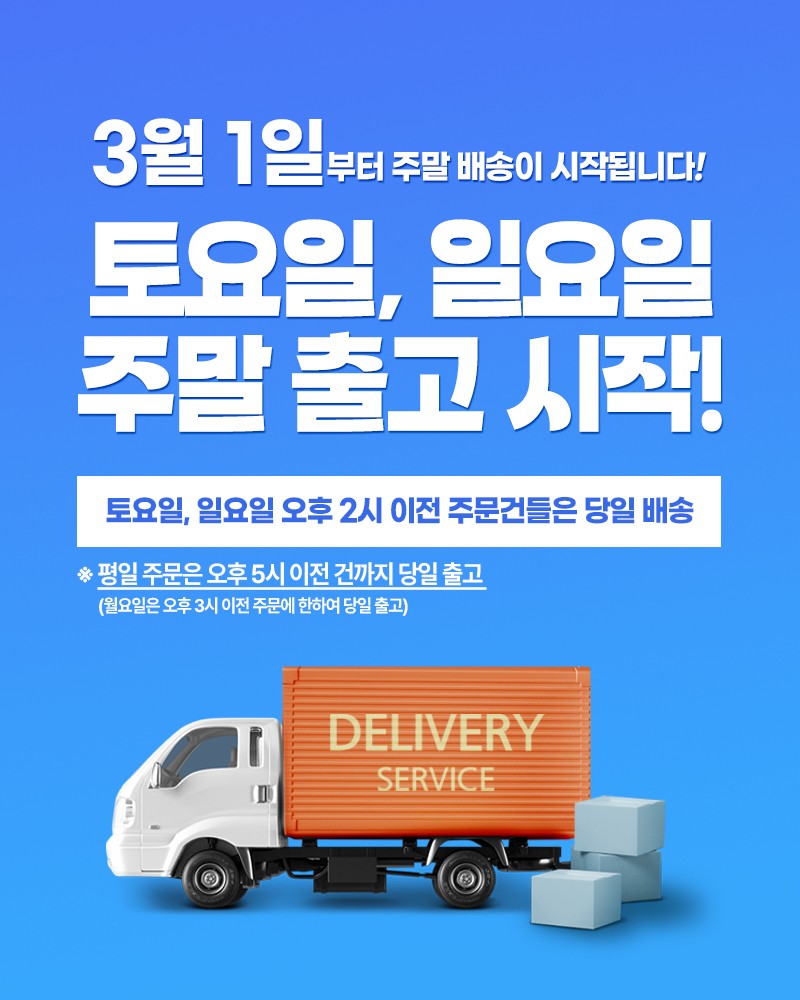 3월 1일부터 주말 배송이 시작됩니다!
토요일, 일요일
주말 출고 시작!
토요일, 일요일 오후 2시 이전 주문건들은 당일 배송
※ 평일 주문은 오후 5시 이전 건까지 당일 출고
(월요일은 오후 3시 이전 주문에 한하여 당일 출고)
DELIVERY
SERVICE